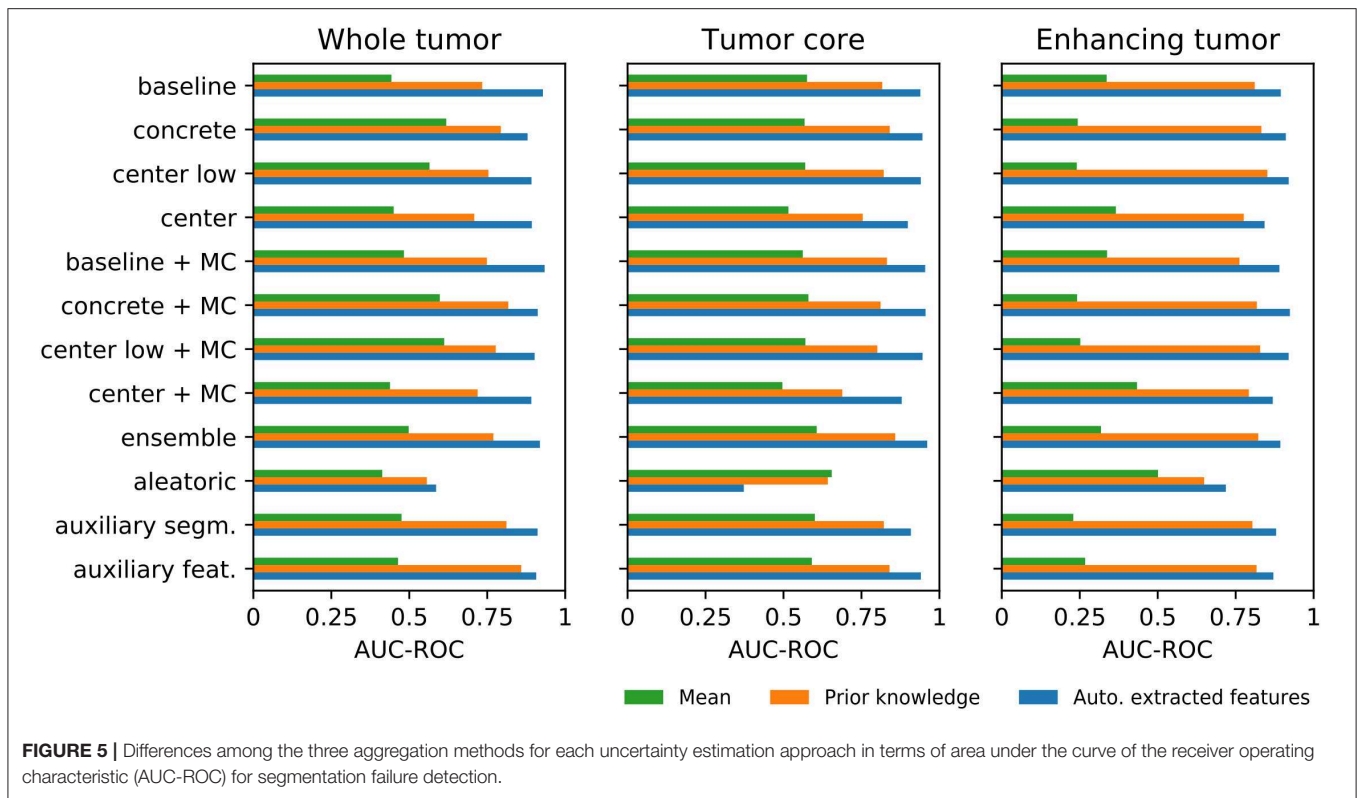 Whole tumor
Tumor core
Enhancing tumor
baseline
concrete
center low
center
baseline + MC
concrete + MC
center low + MC
center + MC
ensemble
aleatoric
auxiliary segm.
auxiliary feat.
0 0.25 0.5 0.75 1
0 0.25 0.5 0.75 1
0 0.25 0.5 0.75 1
AUC-ROC
AUC-ROC
AUC-ROC
Mean Prior knowledge Auto. extracted features
FIGURE 5 | Differences among the three aggregation methods for each uncertainty estimation approach in terms of area under the curve of the receiver operating
characteristic (AUC-ROC) for segmentation failure detection.